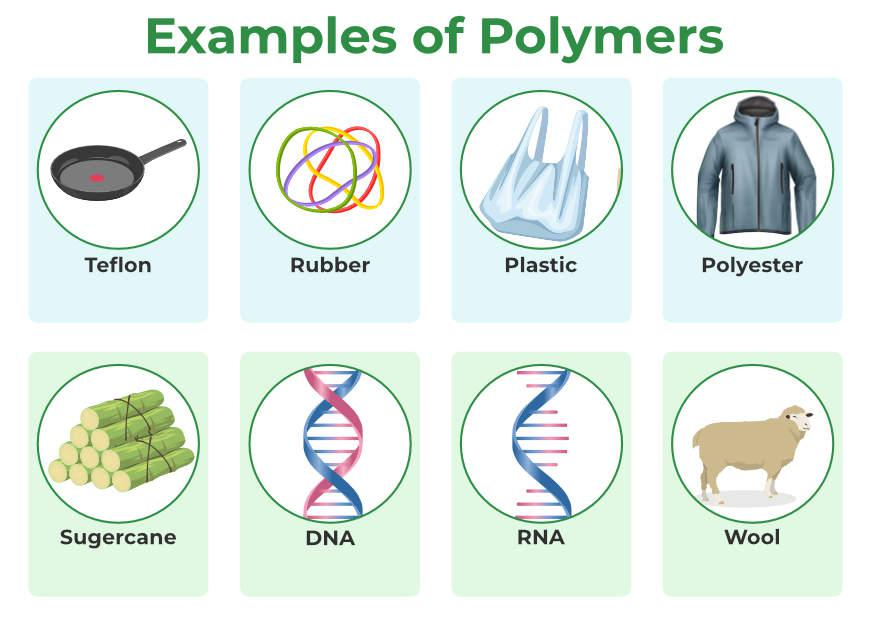 Examples of Polymers
Teflon
Rubber
Plastic
Polyester
Sugercane
DNA
RNA
Wool